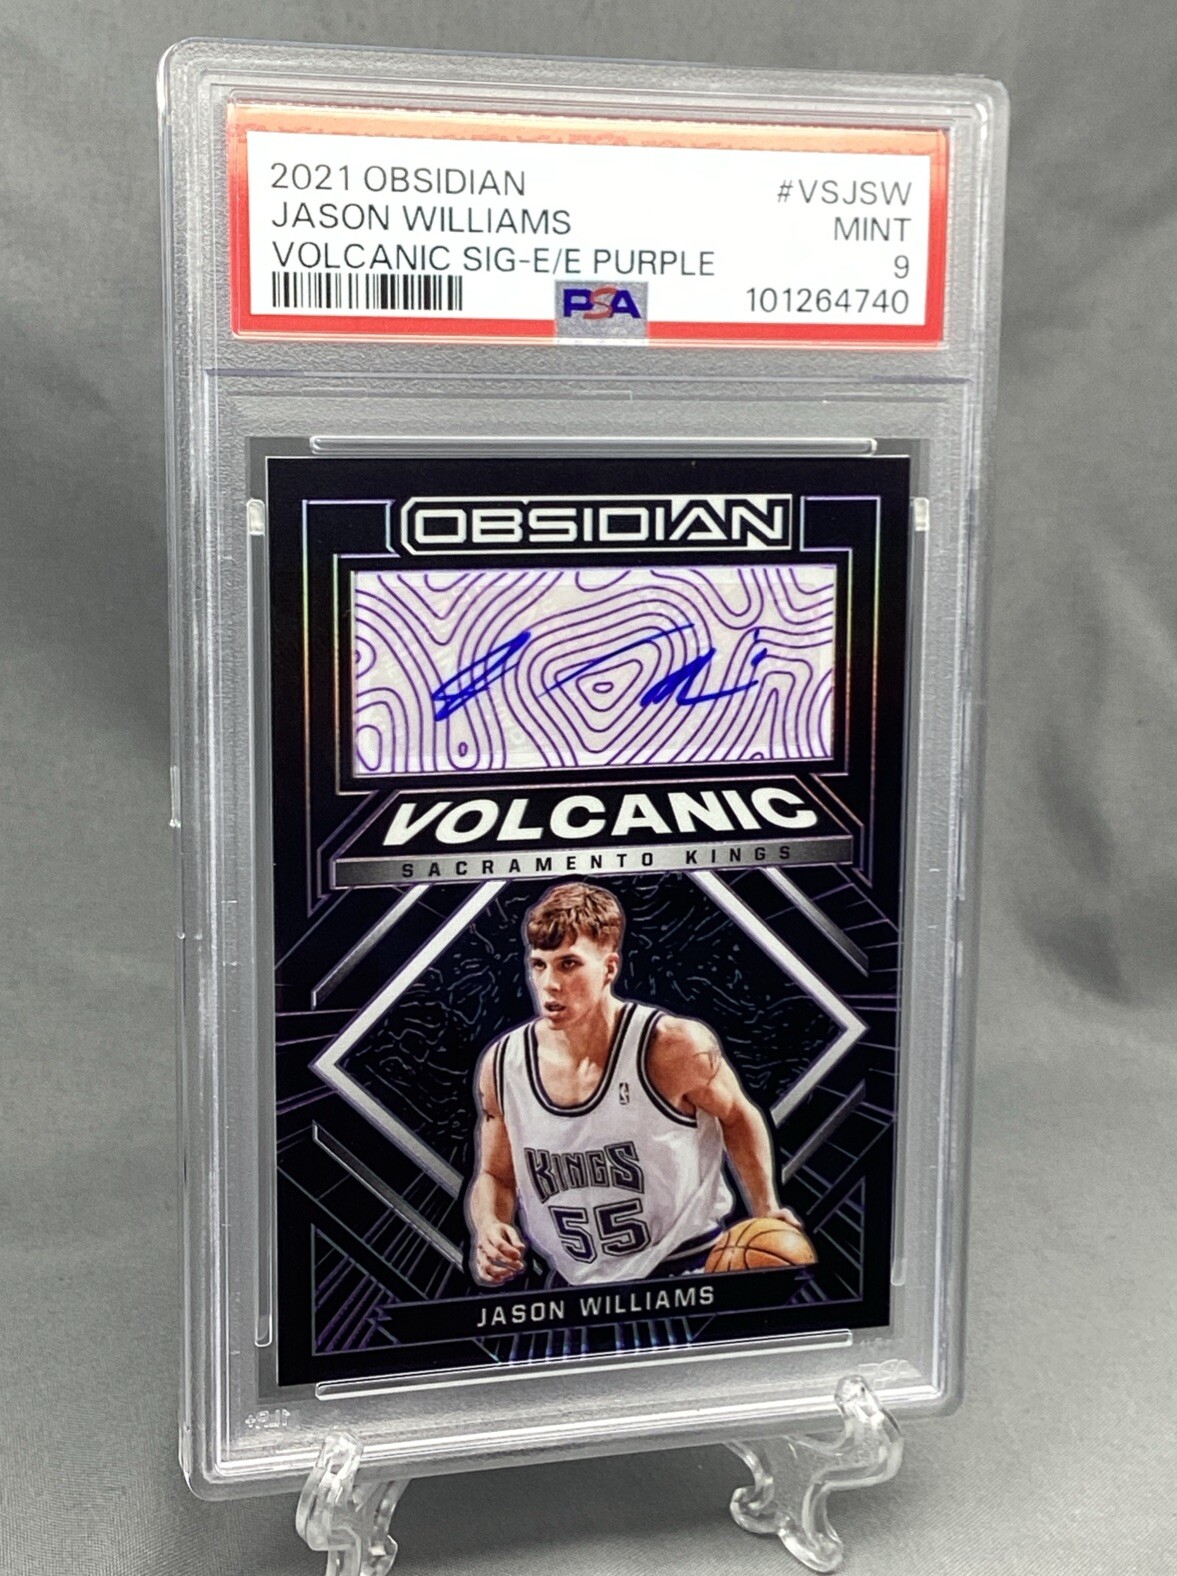 2021 OBSIDIAN #VSJSW
JASON WILLIAMS MINT
VOLCANIC SIG-E/E PURPLE 9
PSA 101264740
OBSIDIAN
VOLCANIC
SACRAMENTO KINGS
KINGS
55
JASON WILLIAMS